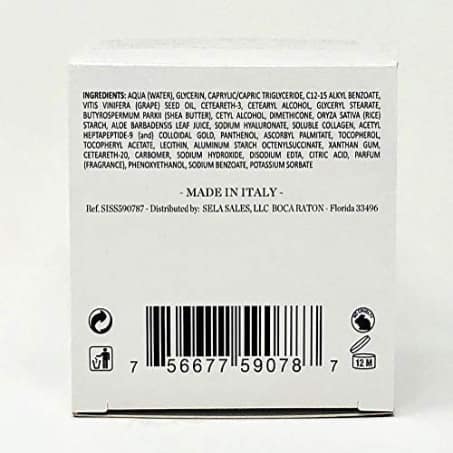 INGREDIENTS: AQUA (WATER), GLYCERIN, CAPRYLIC/CAPRIC TRIGLYCERIDE, C12-15 ALKYL BENZOATE,
VITIS VINIFERA (GRAPE) SEED OIL, CETEARETH-3, CETEARYL ALCOHOL, GLYCERYL STEARATE,
BUTYROSPERMUM PARKII (SHEA BUTTER), CETYL ALCOHOL, DIMETHICONE, ORYZA SATIVA (RICE)
STARCH, ALOE BARBADENSIS LEAF JUICE, SODIUM HYALURONATE, SOLUBLE COLLAGEN, ACETYL
HEPTAPEPTIDE-9 (and) COLLOIDAL GOLD, PANTHENOL, ASCORBYL PALMITATE, TOCOPHEROL,
TOCOPHERYL ACETATE, LECITHIN, ALUMINUM STARCH OCTENYLSUCCINATE, XANTHAN GUM,
CETEARETH-20, CARBOMER, SODIUM HYDROXIDE, DISODIUM EDTA, CITRIC ACID, PARFUM
(FRAGRANCE), PHENOXYETHANOL, SODIUM BENZOATE, POTASSIUM SORBATE
- MADE IN ITALY -
Ref. SISS590787 - Distributed by: SELA SALES, LLC BOCA RATON - Florida 33496
7 56677 59078 7
12 M